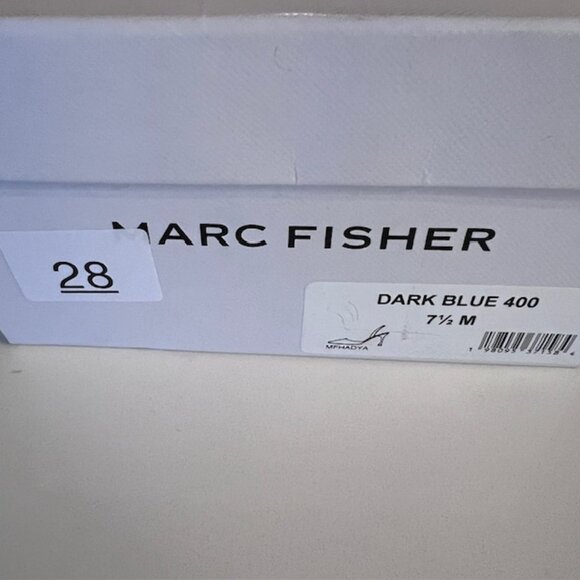 MARC FISHER
28
DARK BLUE 400
7½ M
MFHADYA